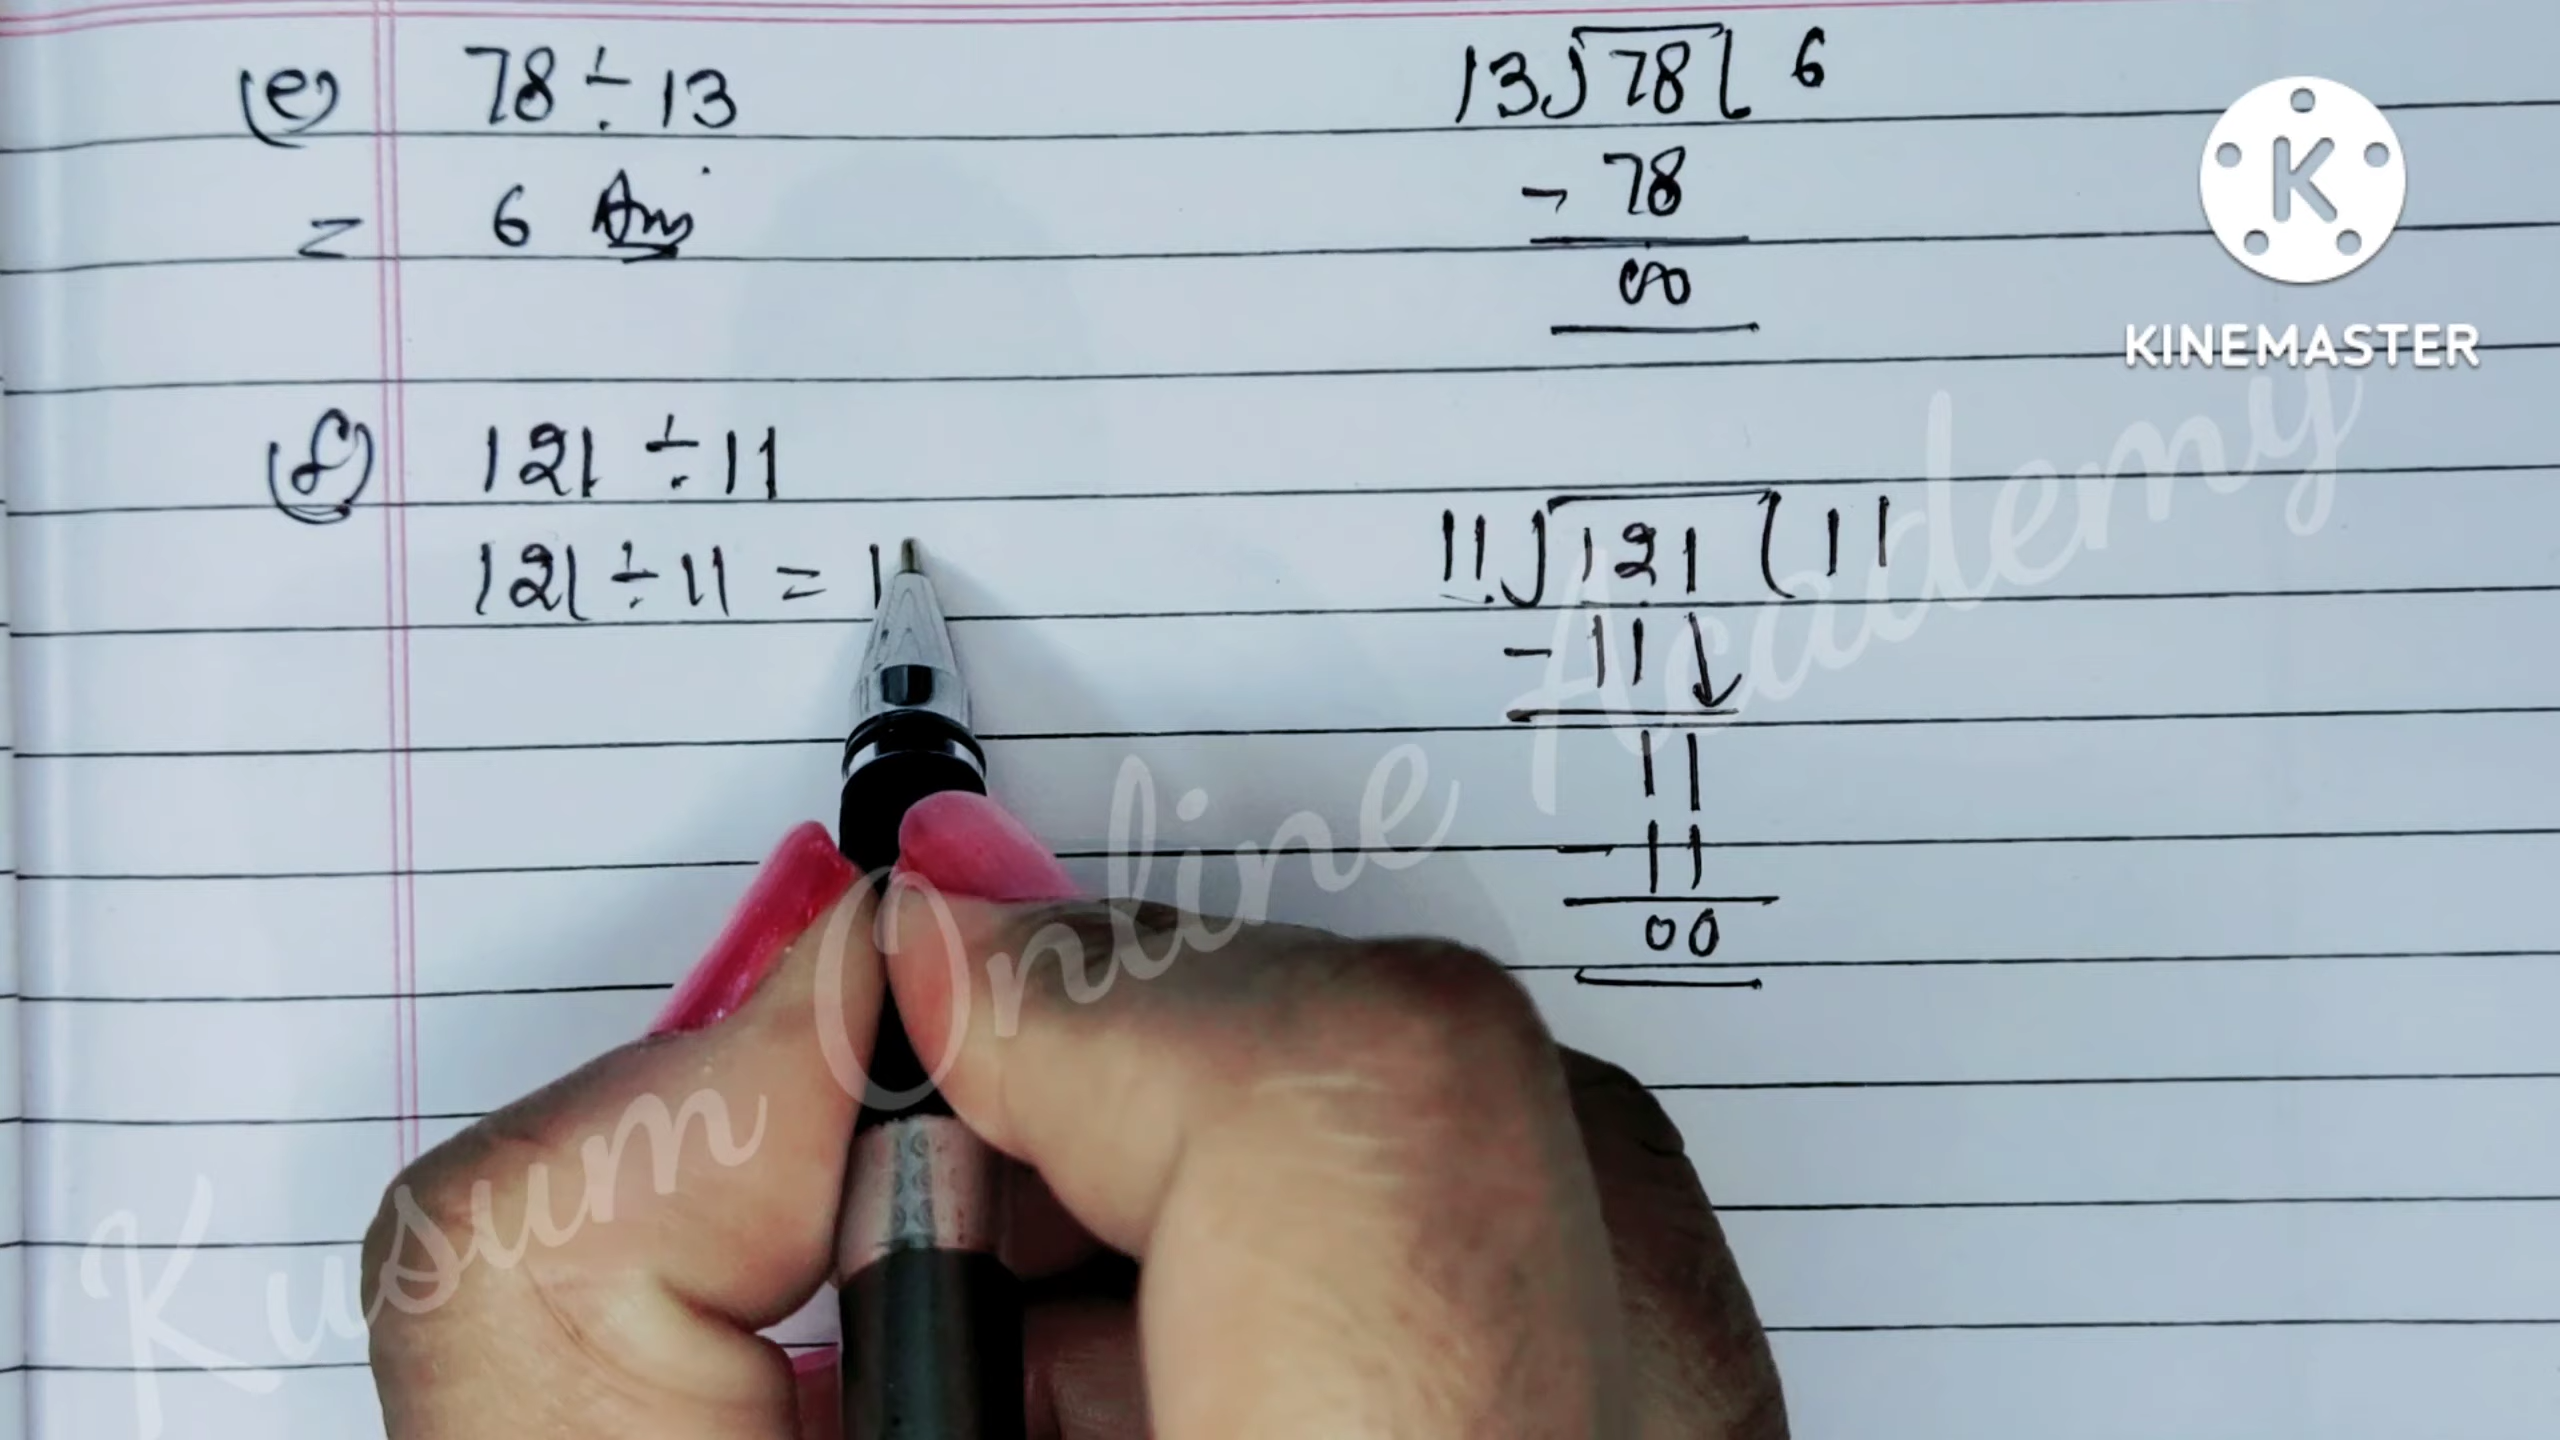 (e) 78 ÷ 13
= 6 Ans
13)78( 6
- 78
00
(f) 121 ÷ 11
121 ÷ 11 = 1
11)121( 11
- 11↓
11
- 11
00
K
KINEMASTER
Kusum Online Academy